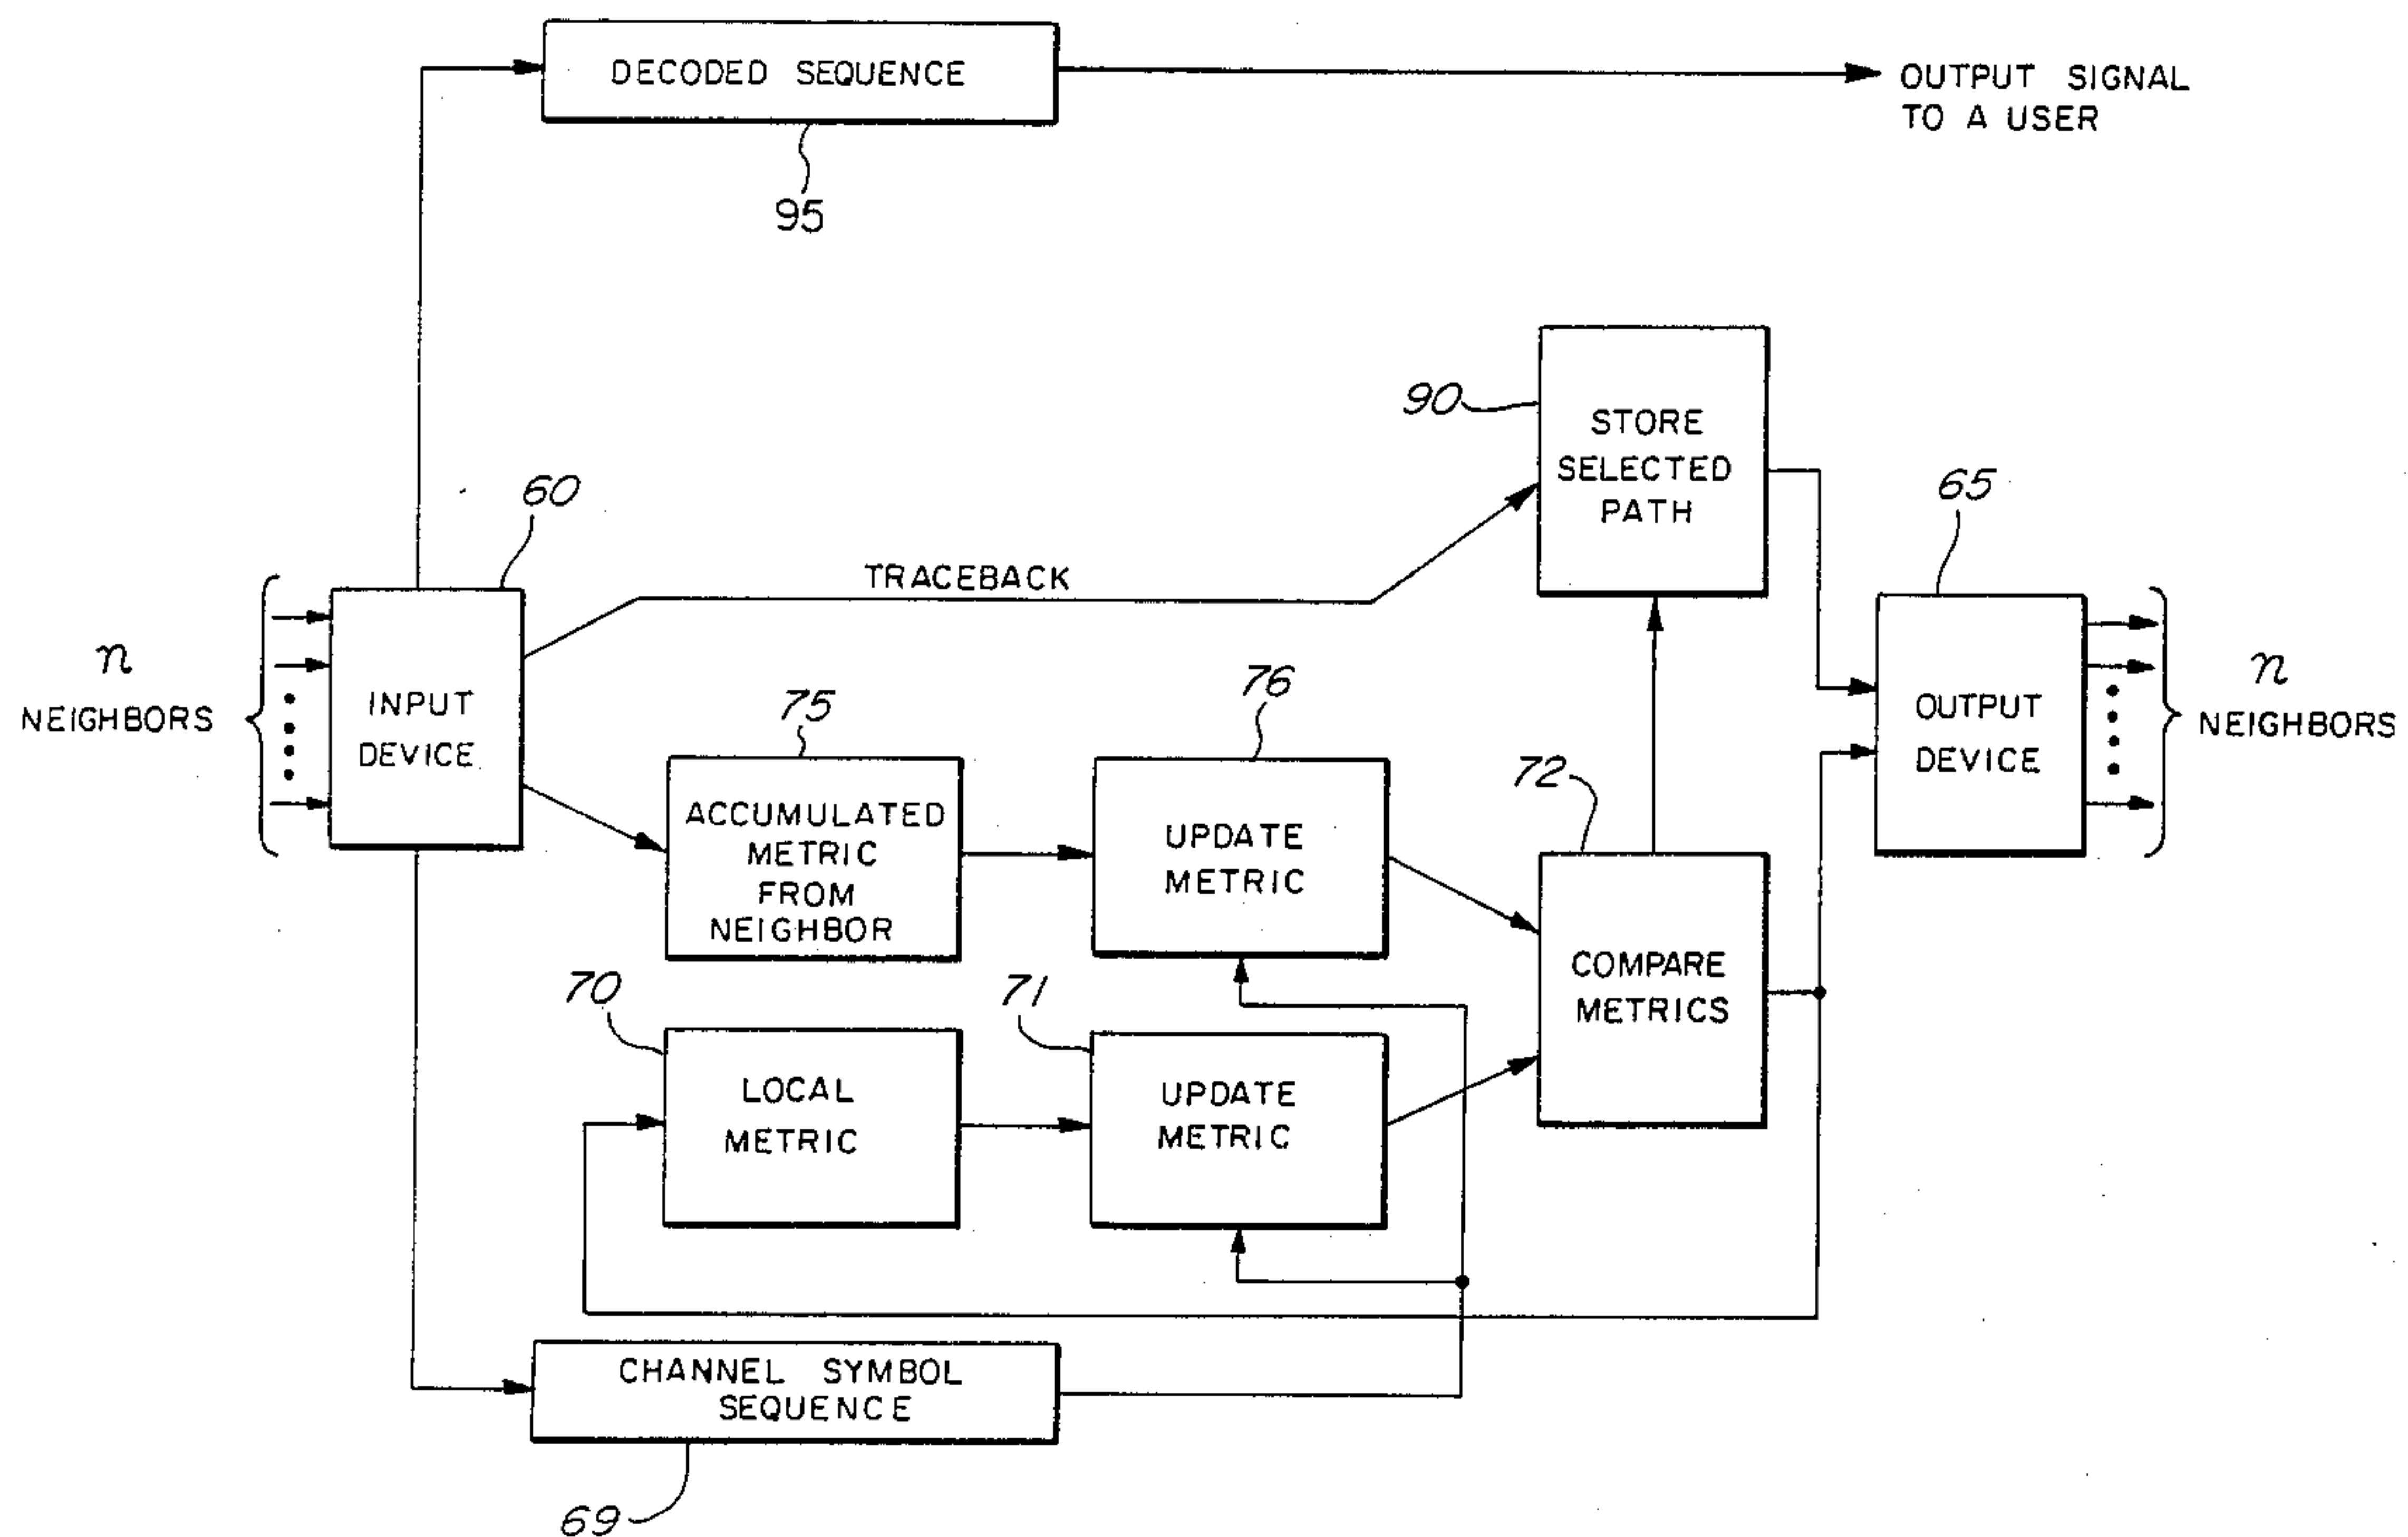 DECODED SEQUENCE
OUTPUT SIGNAL
TO A USER
95
90
STORE
SELECTED
PATH
60
65
TRACEBACK
n
NEIGHBORS
INPUT
DEVICE
75
76
72
OUTPUT
DEVICE
n
NEIGHBORS
ACCUMULATED
METRIC
FROM
NEIGHBOR
UPDATE
METRIC
COMPARE
METRICS
70
71
LOCAL
METRIC
UPDATE
METRIC
CHANNEL SYMBOL
SEQUENCE
69